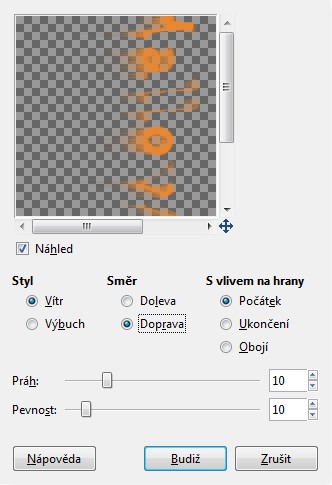 Náhled
Styl Směr S vlivem na hrany
Vítr Doleva Počátek
Výbuch Doprava Ukončení
Obojí
Práh: 10
Pevnost: 10
Nápověda Budiž Zrušit